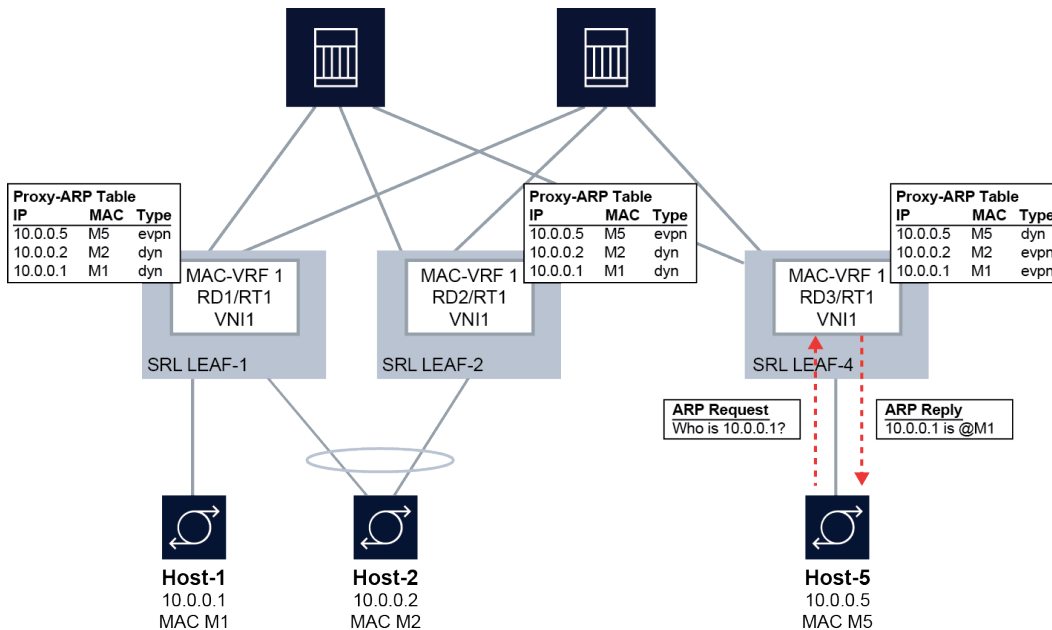 Proxy-ARP Table
IP MAC Type
10.0.0.5 M5 evpn
10.0.0.2 M2 dyn
10.0.0.1 M1 dyn
Proxy-ARP Table
IP MAC Type
10.0.0.5 M5 evpn
10.0.0.2 M2 dyn
10.0.0.1 M1 dyn
Proxy-ARP Table
IP MAC Type
10.0.0.5 M5 dyn
10.0.0.2 M2 evpn
10.0.0.1 M1 evpn
MAC-VRF 1
RD1/RT1
VNI1
SRL LEAF-1
MAC-VRF 1
RD2/RT1
VNI1
SRL LEAF-2
MAC-VRF 1
RD3/RT1
VNI1
SRL LEAF-4
ARP Request
Who is 10.0.0.1?
ARP Reply
10.0.0.1 is @M1
Host-1
10.0.0.1
MAC M1
Host-2
10.0.0.2
MAC M2
Host-5
10.0.0.5
MAC M5